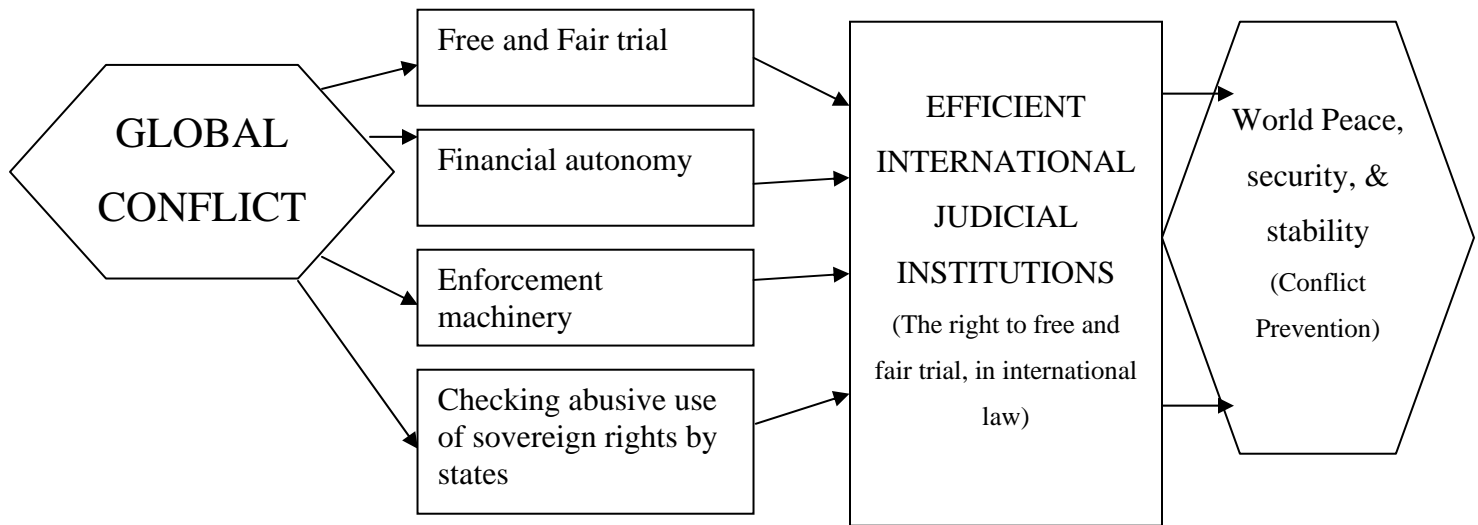 GLOBAL
CONFLICT
Free and Fair trial
Financial autonomy
Enforcement
machinery
Checking abusive use
of sovereign rights by
states
EFFICIENT
INTERNATIONAL
JUDICIAL
INSTITUTIONS
(The right to free and
fair trial, in international
law)
World Peace,
security, &
stability
(Conflict
Prevention)